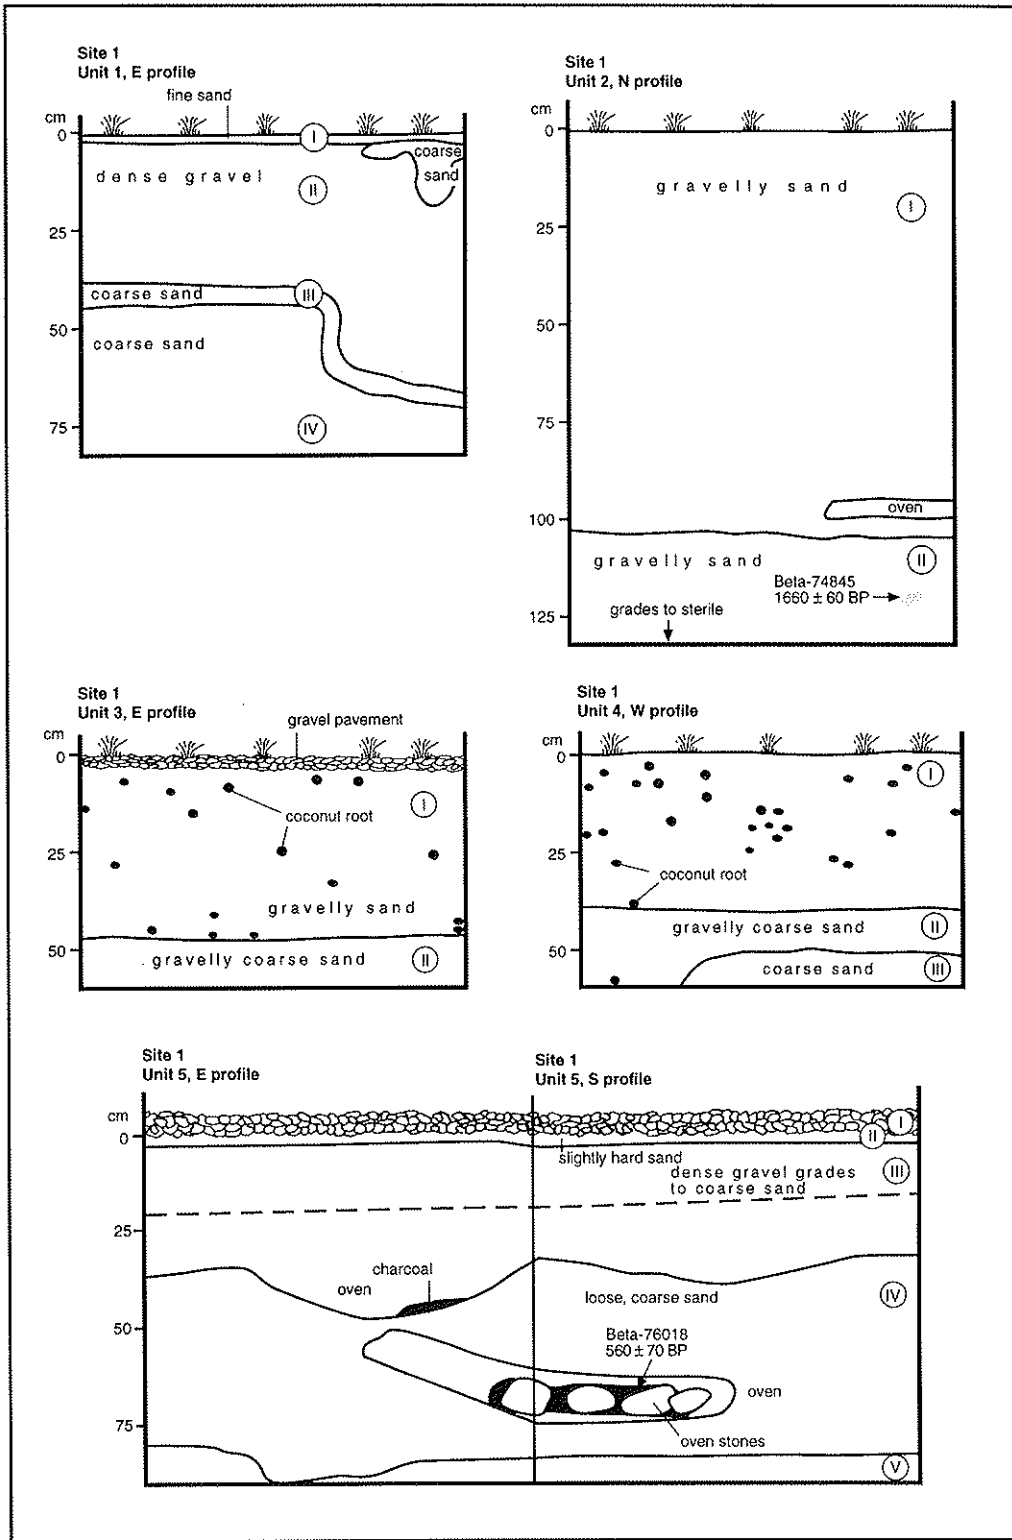 Site 1
Unit 1, E profile
fine sand
cm
0
I
coarse
sand
dense gravel
II
25
coarse sand
III
50
coarse sand
75
IV
Site 1
Unit 2, N profile
cm
0
gravelly sand
I
25
50
75
oven
100
gravelly sand
II
Beta-74845
1660 ± 60 BP
grades to sterile
125
Site 1
Unit 3, E profile
gravel pavement
cm
0
I
coconut root
25
gravelly sand
50
gravelly coarse sand
II
Site 1
Unit 4, W profile
cm
0
I
25
coconut root
gravelly coarse sand
II
50
coarse sand
III
Site 1
Unit 5, E profile
Site 1
Unit 5, S profile
cm
I
0
II
slightly hard sand
dense gravel grades
to coarse sand
III
25
charcoal
oven
loose, coarse sand
IV
50
Beta-76018
560 ± 70 BP
oven
75
oven stones
V